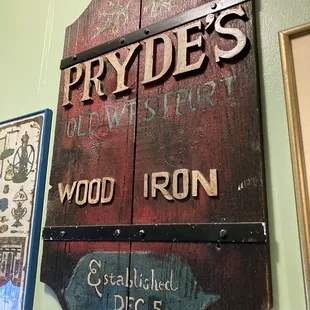 PRYDE'S
OLD WESTPORT
WOOD IRON
Established
DEC 5